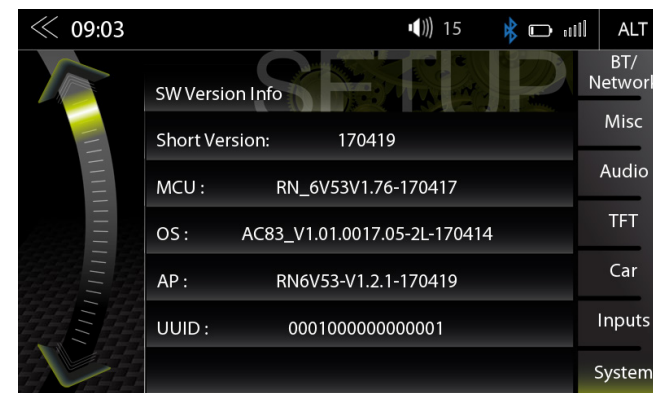 09:03
15
ALT
SETUP
SW Version Info
Short Version: 170419
MCU : RN_6V53V1.76-170417
OS : AC83_V1.01.0017.05-2L-170414
AP : RN6V53-V1.2.1-170419
UUID : 0001000000000001
BT/
Network
Misc
Audio
TFT
Car
Inputs
System